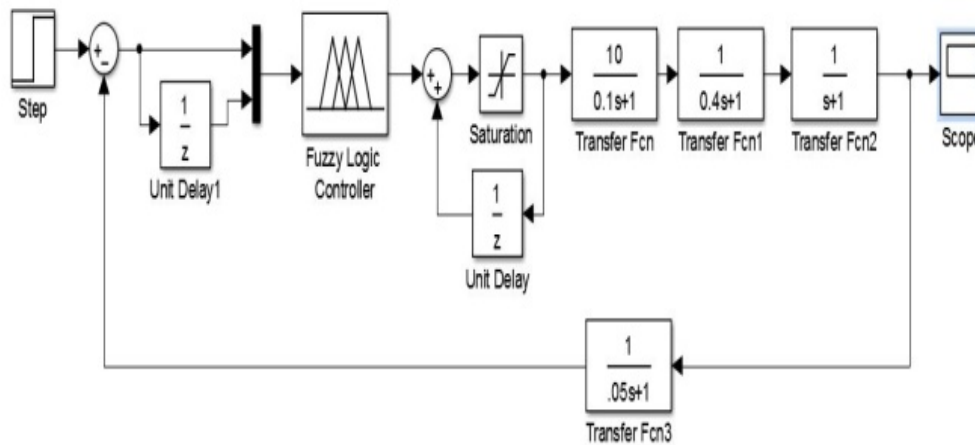 Step
+
−
1
z
Unit Delay1
Fuzzy Logic
Controller
+
+
Saturation
1
z
Unit Delay
10
0.1s+1
Transfer Fcn
1
0.4s+1
Transfer Fcn1
1
s+1
Transfer Fcn2
Scope
1
.05s+1
Transfer Fcn3